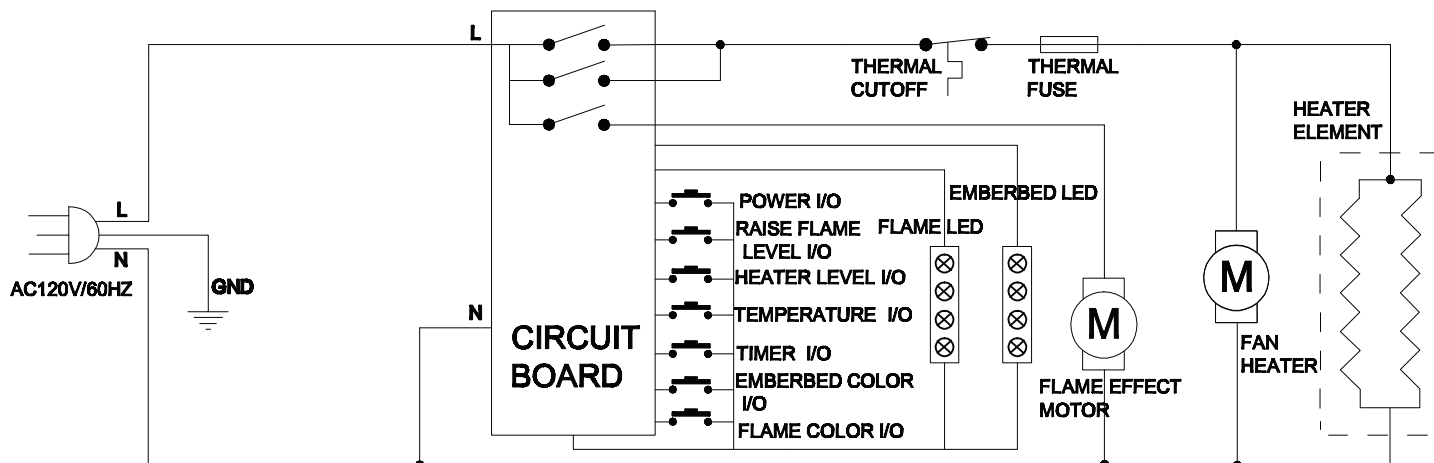 L
THERMAL
CUTOFF
THERMAL
FUSE
HEATER
ELEMENT
L
N
AC120V/60HZ
GND
N
CIRCUIT
BOARD
POWER I/O
RAISE FLAME
LEVEL I/O
HEATER LEVEL I/O
TEMPERATURE I/O
TIMER I/O
EMBERBED COLOR
I/O
FLAME COLOR I/O
FLAME LED
EMBERBED LED
M
FLAME EFFECT
MOTOR
M
FAN
HEATER